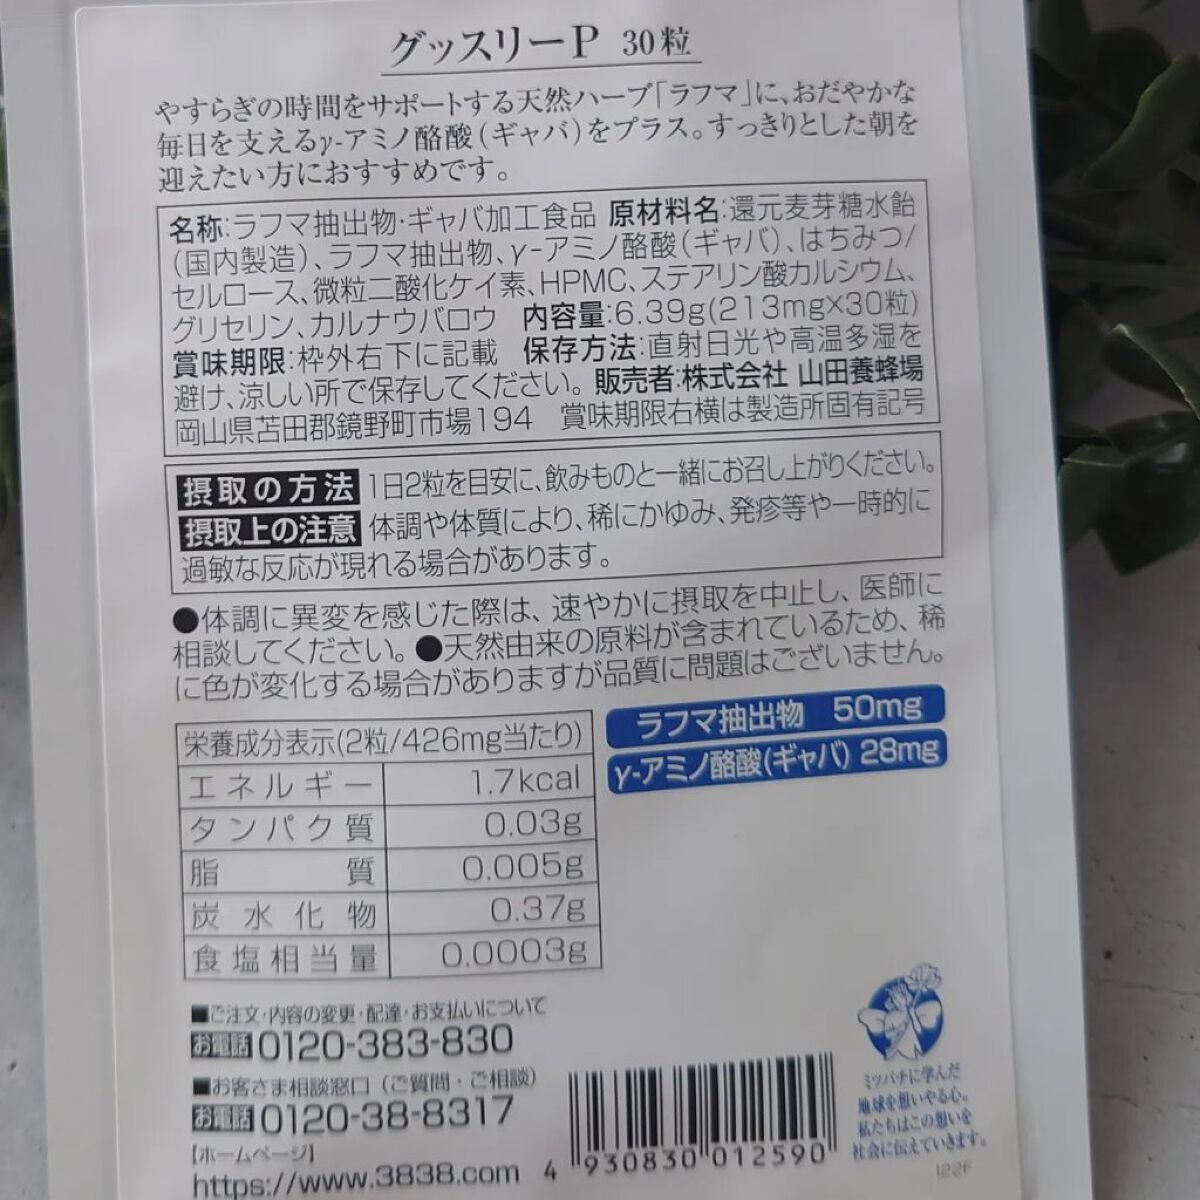 グッスリーP 30粒
やすらぎの時間をサポートする天然ハーブ「ラフマ」に、おだやかな
毎日を支えるγ-アミノ酪酸（ギャバ）をプラス。すっきりとした朝を
迎えたい方におすすめです。
名称：ラフマ抽出物・ギャバ加工食品 原材料名：還元麦芽糖水飴
（国内製造）、ラフマ抽出物、γ-アミノ酪酸（ギャバ）、はちみつ/
セルロース、微粒二酸化ケイ素、HPMC、ステアリン酸カルシウム、
グリセリン、カルナウバロウ 内容量：6.39g（213mg×30粒）
賞味期限：枠外右下に記載 保存方法：直射日光や高温多湿を
避け、涼しい所で保存してください。販売者：株式会社 山田養蜂場
岡山県苫田郡鏡野町市場194 賞味期限右横は製造所固有記号
摂取の方法 1日2粒を目安に、飲みものと一緒にお召し上がりください。
摂取上の注意 体調や体質により、稀にかゆみ、発疹等や一時的に
過敏な反応が現れる場合があります。
●体調に異変を感じた際は、速やかに摂取を中止し、医師に
相談してください。●天然由来の原料が含まれているため、稀
に色が変化する場合がありますが品質に問題はございません。
栄養成分表示（2粒/426mg当たり）
エネルギー 1.7kcal
タンパク質 0.03g
脂質 0.005g
炭水化物 0.37g
食塩相当量 0.0003g
ラフマ抽出物 50mg
γ-アミノ酪酸（ギャバ）28mg
■ご注文・内容の変更・配達・お支払いについて
お電話 0120-383-830
■お客さま相談窓口（ご質問・ご相談）
お電話 0120-38-8317
【ホームページ】
https://www.3838.com
4 930830 012590
ミツバチに学んだ
地球を想いやる心。
私たちはこの想いを
社会に伝えていきます。
122F